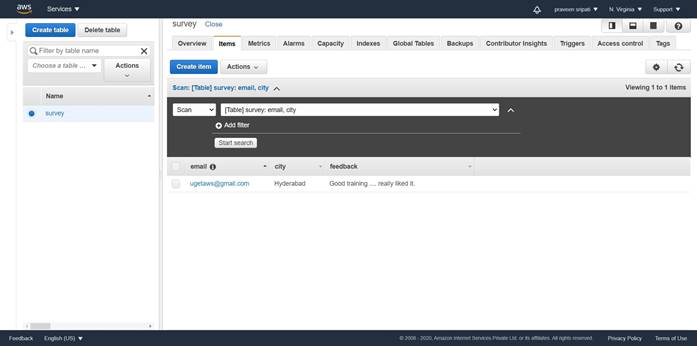 aws Services praveen sripati N. Virginia Support
Create table Delete table
Filter by table name
Choose a table ... Actions
Name
survey
survey Close
Overview Items Metrics Alarms Capacity Indexes Global Tables Backups Contributor Insights Triggers Access control Tags
Create item Actions
Scan: [Table] survey: email, city Viewing 1 to 1 items
Scan [Table] survey: email, city
Add filter
Start search
email city feedback
ugetaws@gmail.com Hyderabad Good training .... really liked it.
Feedback English (US) © 2008 - 2020, Amazon Internet Services Private Ltd. or its affiliates. All rights reserved. Privacy Policy Terms of Use